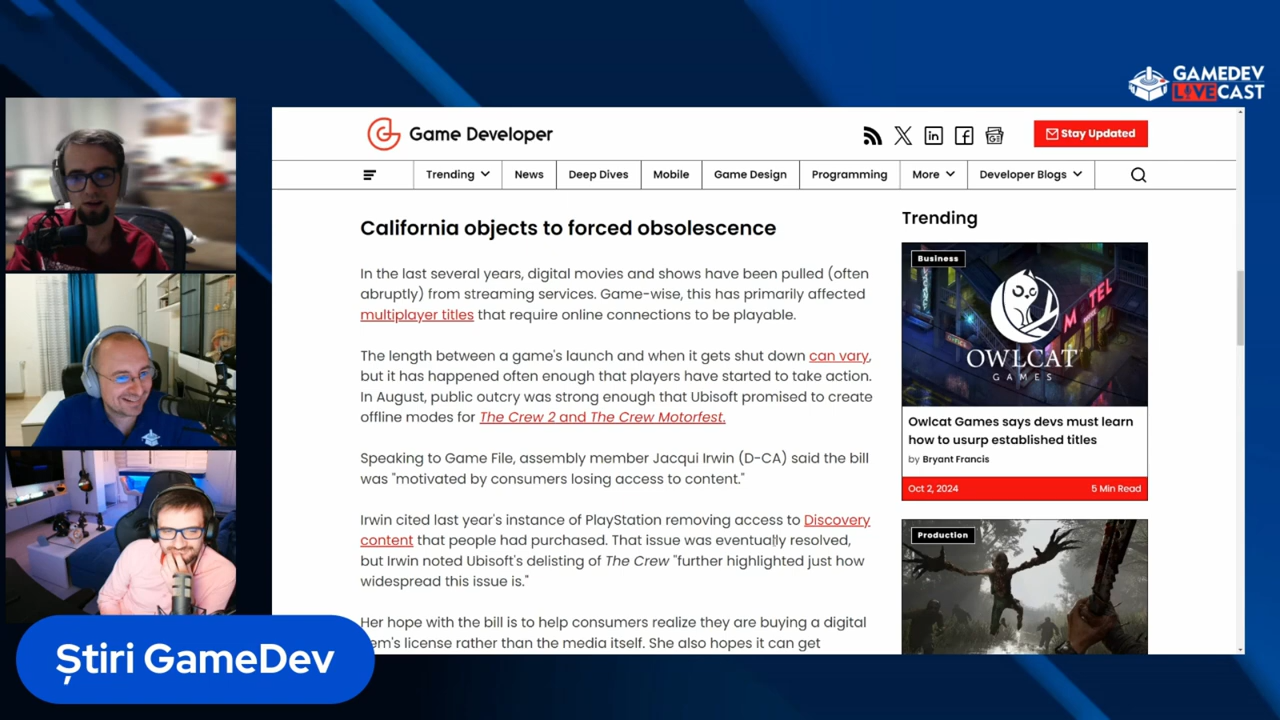 GAMEDEV
LIVECAST
Game Developer
Stay Updated
Trending
News
Deep Dives
Mobile
Game Design
Programming
More
Developer Blogs
California objects to forced obsolescence
In the last several years, digital movies and shows have been pulled (often
abruptly) from streaming services. Game-wise, this has primarily affected
multiplayer titles that require online connections to be playable.
The length between a game's launch and when it gets shut down can vary,
but it has happened often enough that players have started to take action.
In August, public outcry was strong enough that Ubisoft promised to create
offline modes for The Crew 2 and The Crew Motorfest.
Speaking to Game File, assembly member Jacqui Irwin (D-CA) said the bill
was "motivated by consumers losing access to content."
Irwin cited last year's instance of PlayStation removing access to Discovery
content that people had purchased. That issue was eventually resolved,
but Irwin noted Ubisoft's delisting of The Crew "further highlighted just how
widespread this issue is."
Her hope with the bill is to help consumers realize they are buying a digital
em's license rather than the media itself. She also hopes it can get
Trending
Business
MOTEL
OWLCAT
GAMES
Owlcat Games says devs must learn
how to usurp established titles
by Bryant Francis
Oct 2, 2024
5 Min Read
Production
Știri GameDev